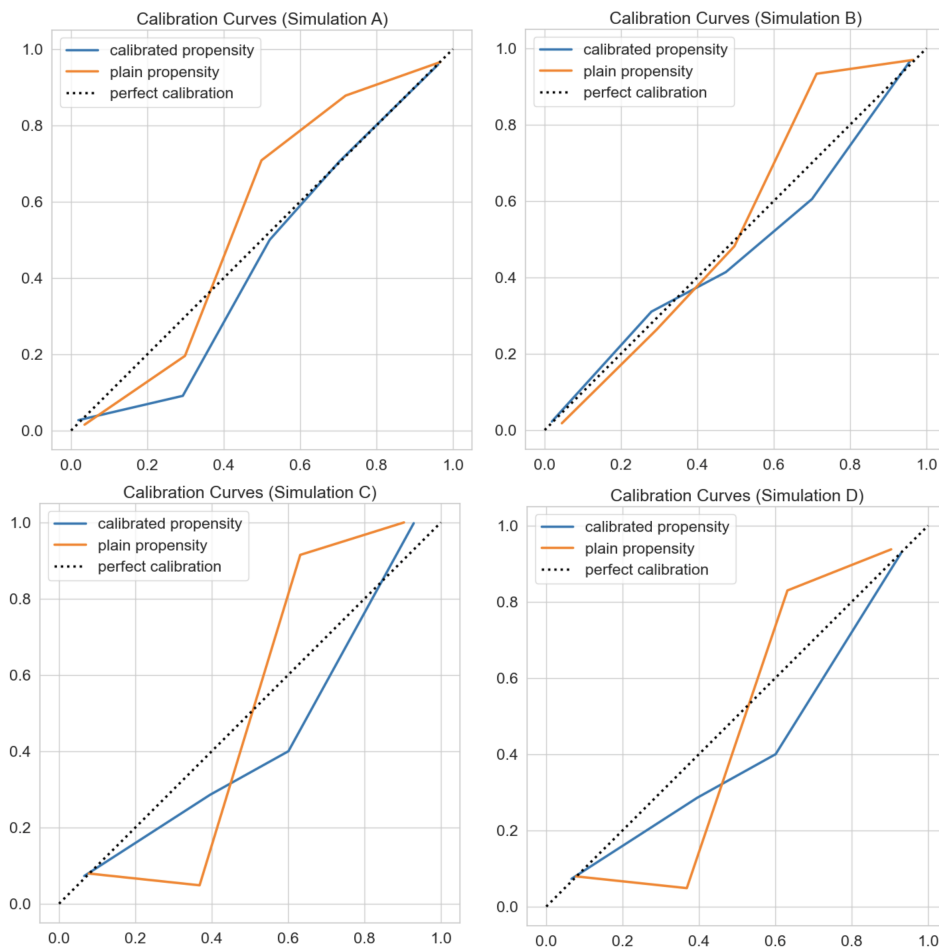 Calibration Curves (Simulation A)
1.0
0.8
0.6
0.4
0.2
0.0
calibrated propensity
plain propensity
perfect calibration
0.0 0.2 0.4 0.6 0.8 1.0
Calibration Curves (Simulation B)
1.0
0.8
0.6
0.4
0.2
0.0
calibrated propensity
plain propensity
perfect calibration
0.0 0.2 0.4 0.6 0.8 1.0
Calibration Curves (Simulation C)
1.0
0.8
0.6
0.4
0.2
0.0
calibrated propensity
plain propensity
perfect calibration
0.0 0.2 0.4 0.6 0.8 1.0
Calibration Curves (Simulation D)
1.0
0.8
0.6
0.4
0.2
0.0
calibrated propensity
plain propensity
perfect calibration
0.0 0.2 0.4 0.6 0.8 1.0